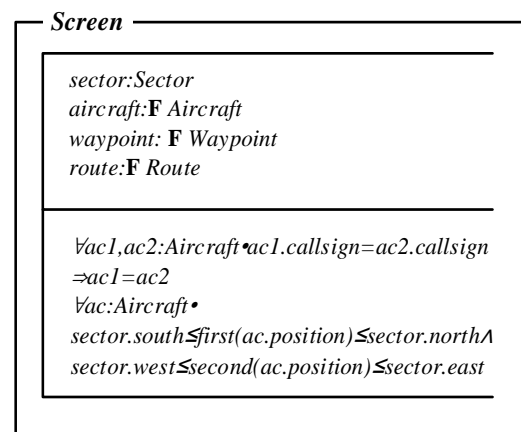 Screen
sector:Sector
aircraft:F Aircraft
waypoint: F Waypoint
route:F Route
∀ac1,ac2:Aircraft•ac1.callsign=ac2.callsign
⇒ac1=ac2
∀ac:Aircraft•
sector.south≤first(ac.position)≤sector.north∧
sector.west≤second(ac.position)≤sector.east